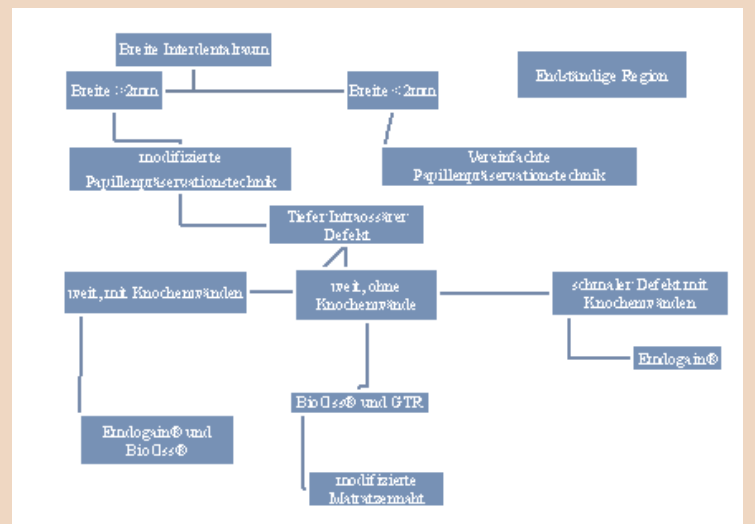 Breite Interdentalraum
Endständige Region
Breite >2mm
Breite <2mm
modifizierte
Papillenpräservationstechnik
Vereinfachte
Papillenpräservationstechnik
Tiefer Intraossärer
Defekt
weit, mit Knochenwänden
weit, ohne
Knochenwände
schmaler Defekt mit
Knochenwänden
Emdogain®
BioOss® und GTR
Emdogain® und
BioOss®
modifizierte
Matratzennaht